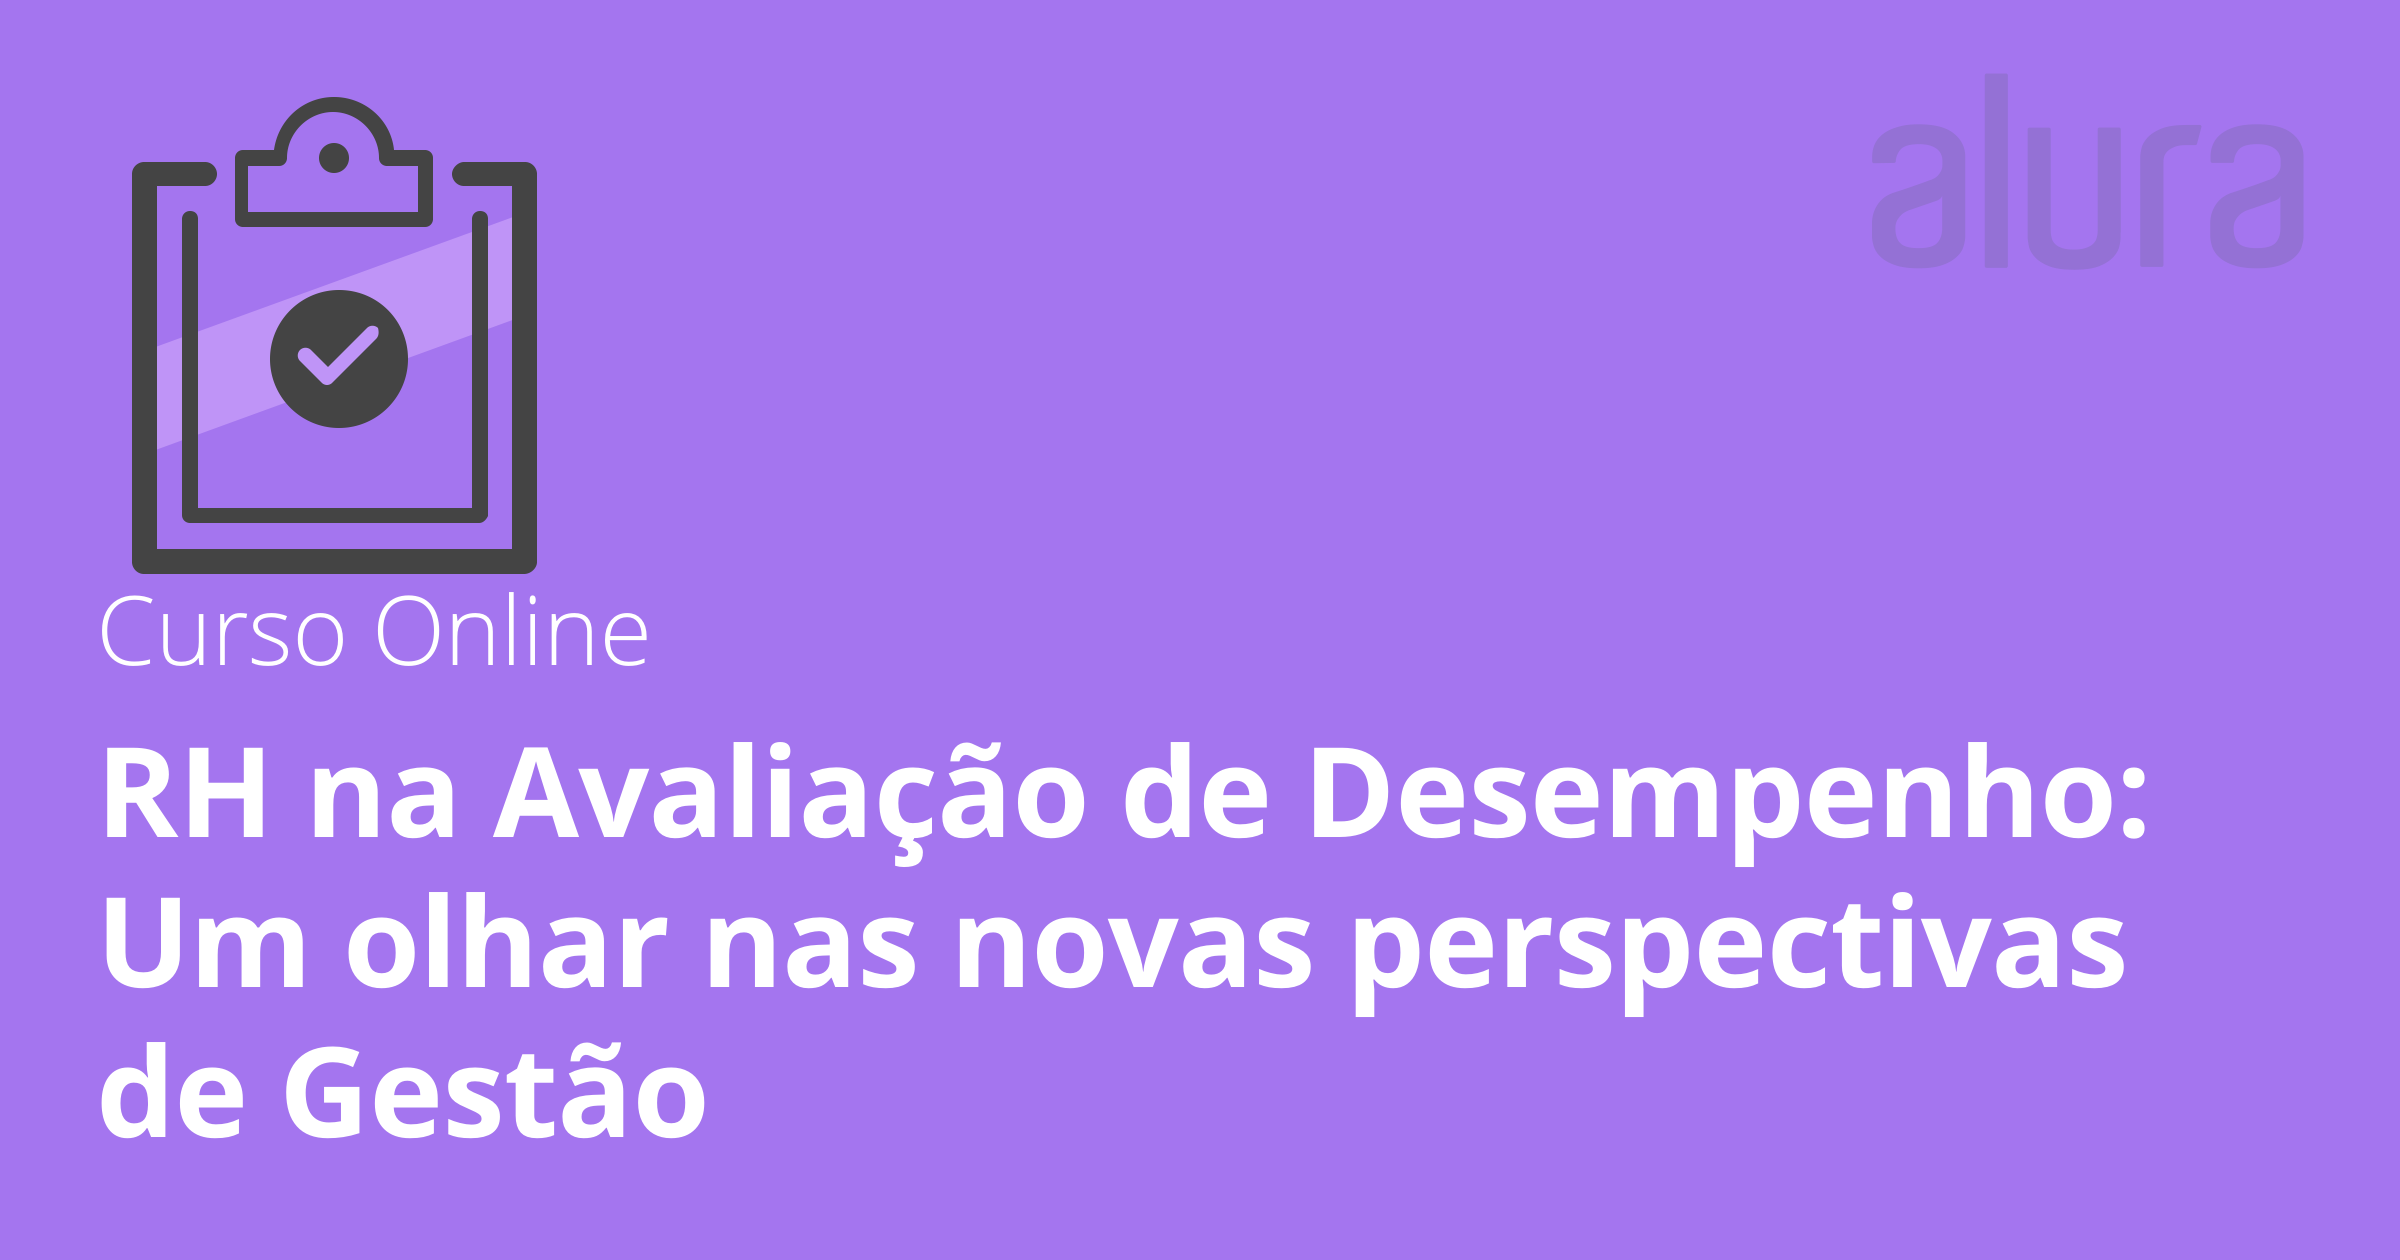 alura
Curso Online
RH na Avaliação de Desempenho:
Um olhar nas novas perspectivas
de Gestão